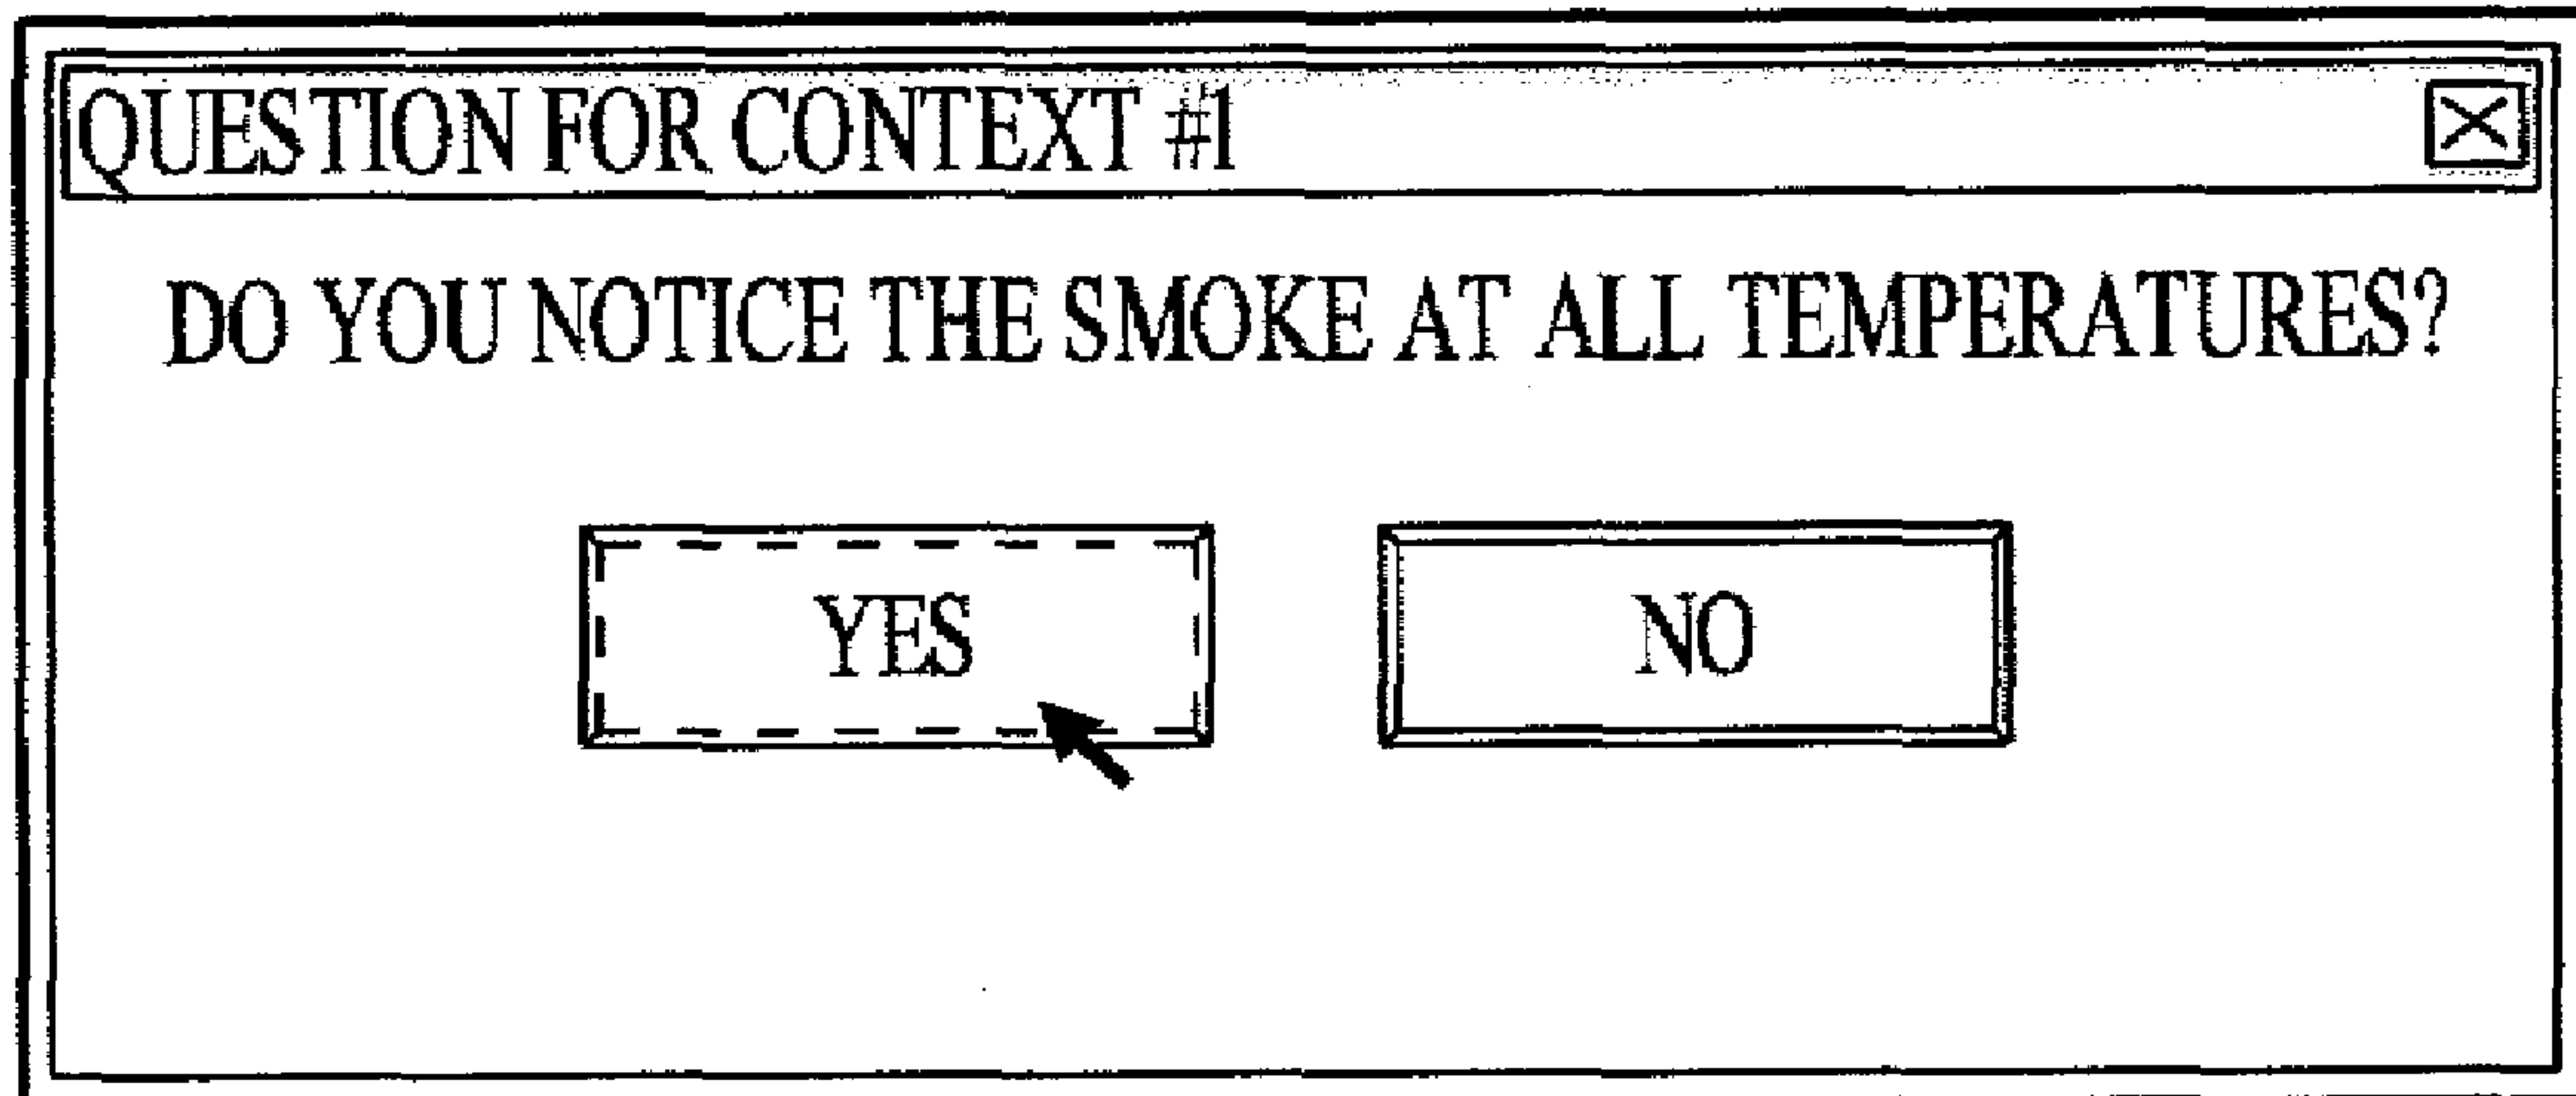 QUESTION FOR CONTEXT #1
DO YOU NOTICE THE SMOKE AT ALL TEMPERATURES?
YES NO